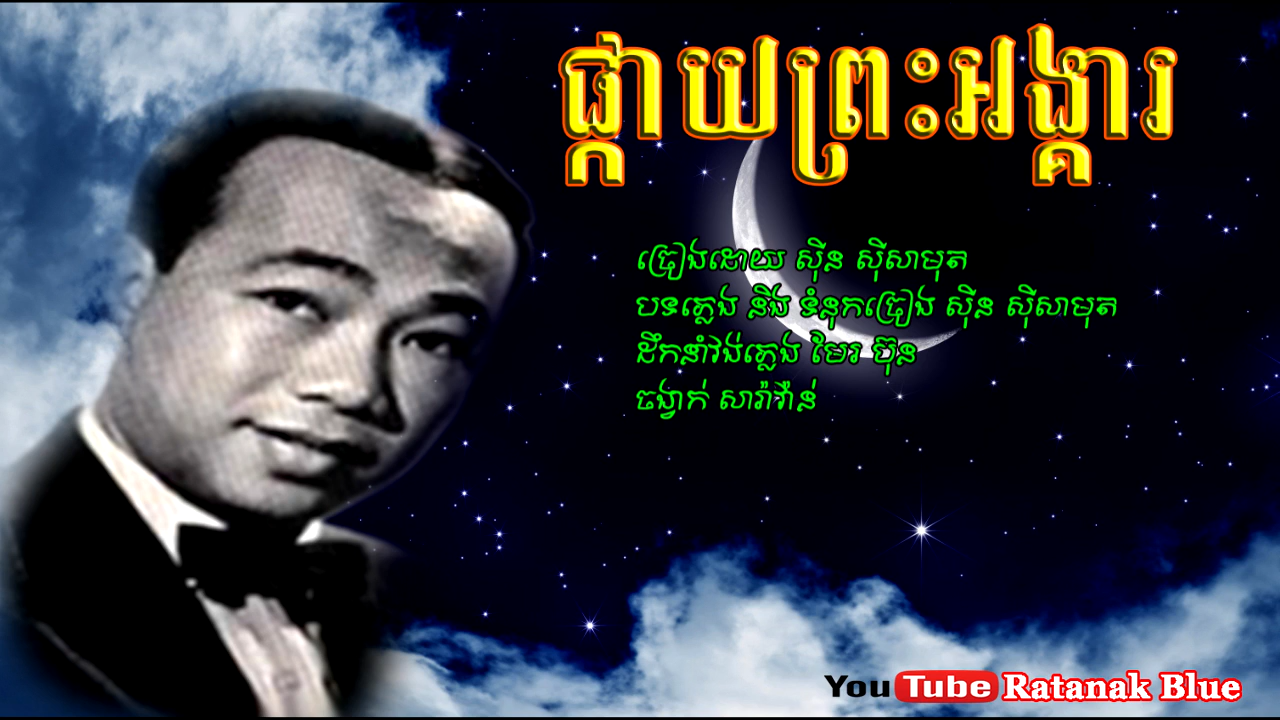 ផ្កាយព្រះអង្គារ
ច្រៀងដោយ ស៊ីន ស៊ីសាមុត
បទភ្លេង និង ទំនុកច្រៀង ស៊ីន ស៊ីសាមុត
ដឹកនាំវង់ភ្លេង មែរ ប៊ុន
ចង្វាក់ សារ៉ាវ៉ាន់
YouTube Ratanak Blue